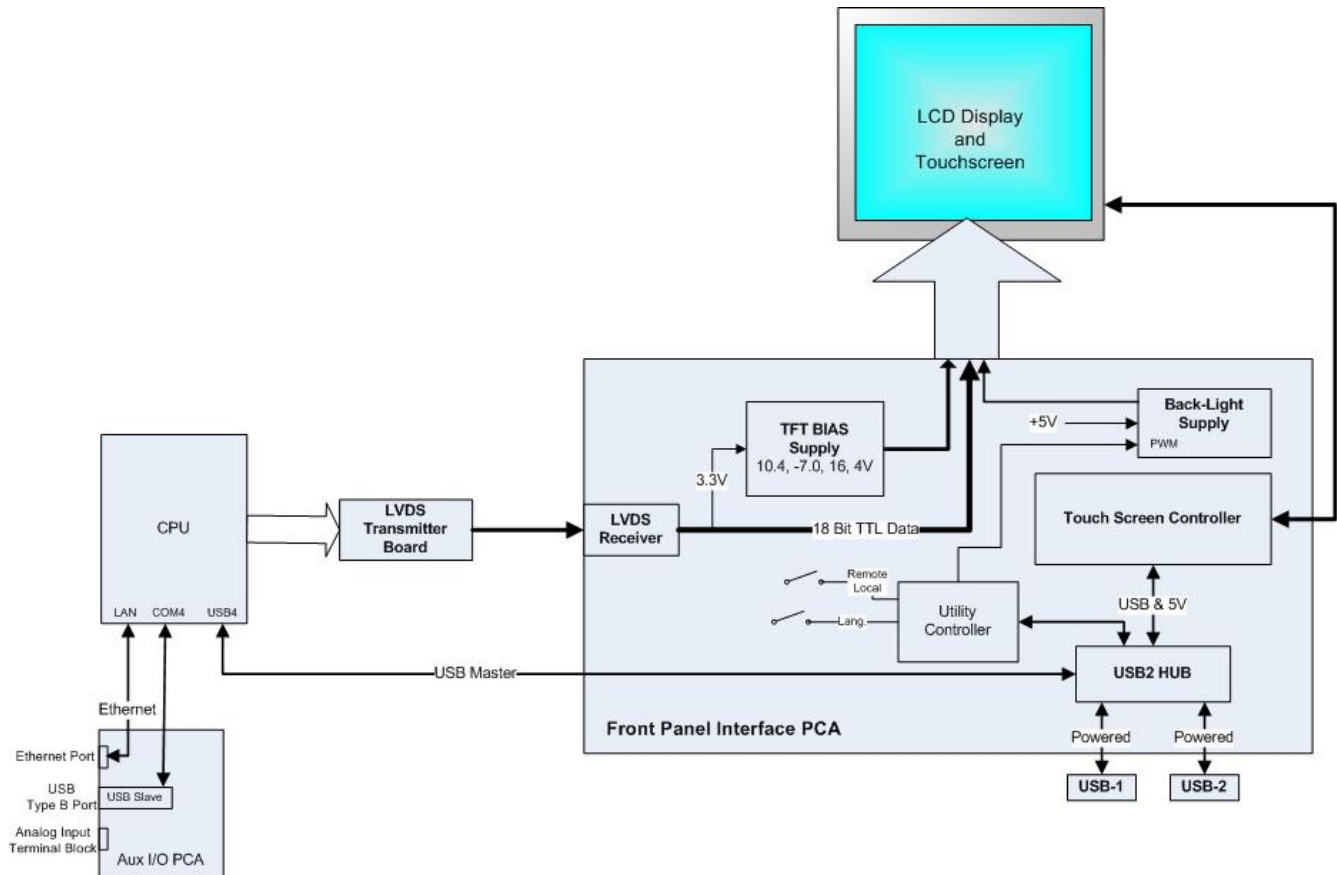 LCD Display
and
Touchscreen
Back-Light
Supply
+5V
PWM
TFT BIAS
Supply
10.4, -7.0, 16, 4V
3.3V
CPU
LVDS
Transmitter
Board
LVDS
Receiver
18 Bit TTL Data
Touch Screen Controller
Remote
Local
Lang.
Utility
Controller
USB & 5V
LAN
COM4
USB4
USB Master
USB2 HUB
Ethernet
Front Panel Interface PCA
Powered
Powered
USB-1
USB-2
Ethernet Port
USB
Type B Port
USB Slave
Analog Input
Terminal Block
Aux I/O PCA